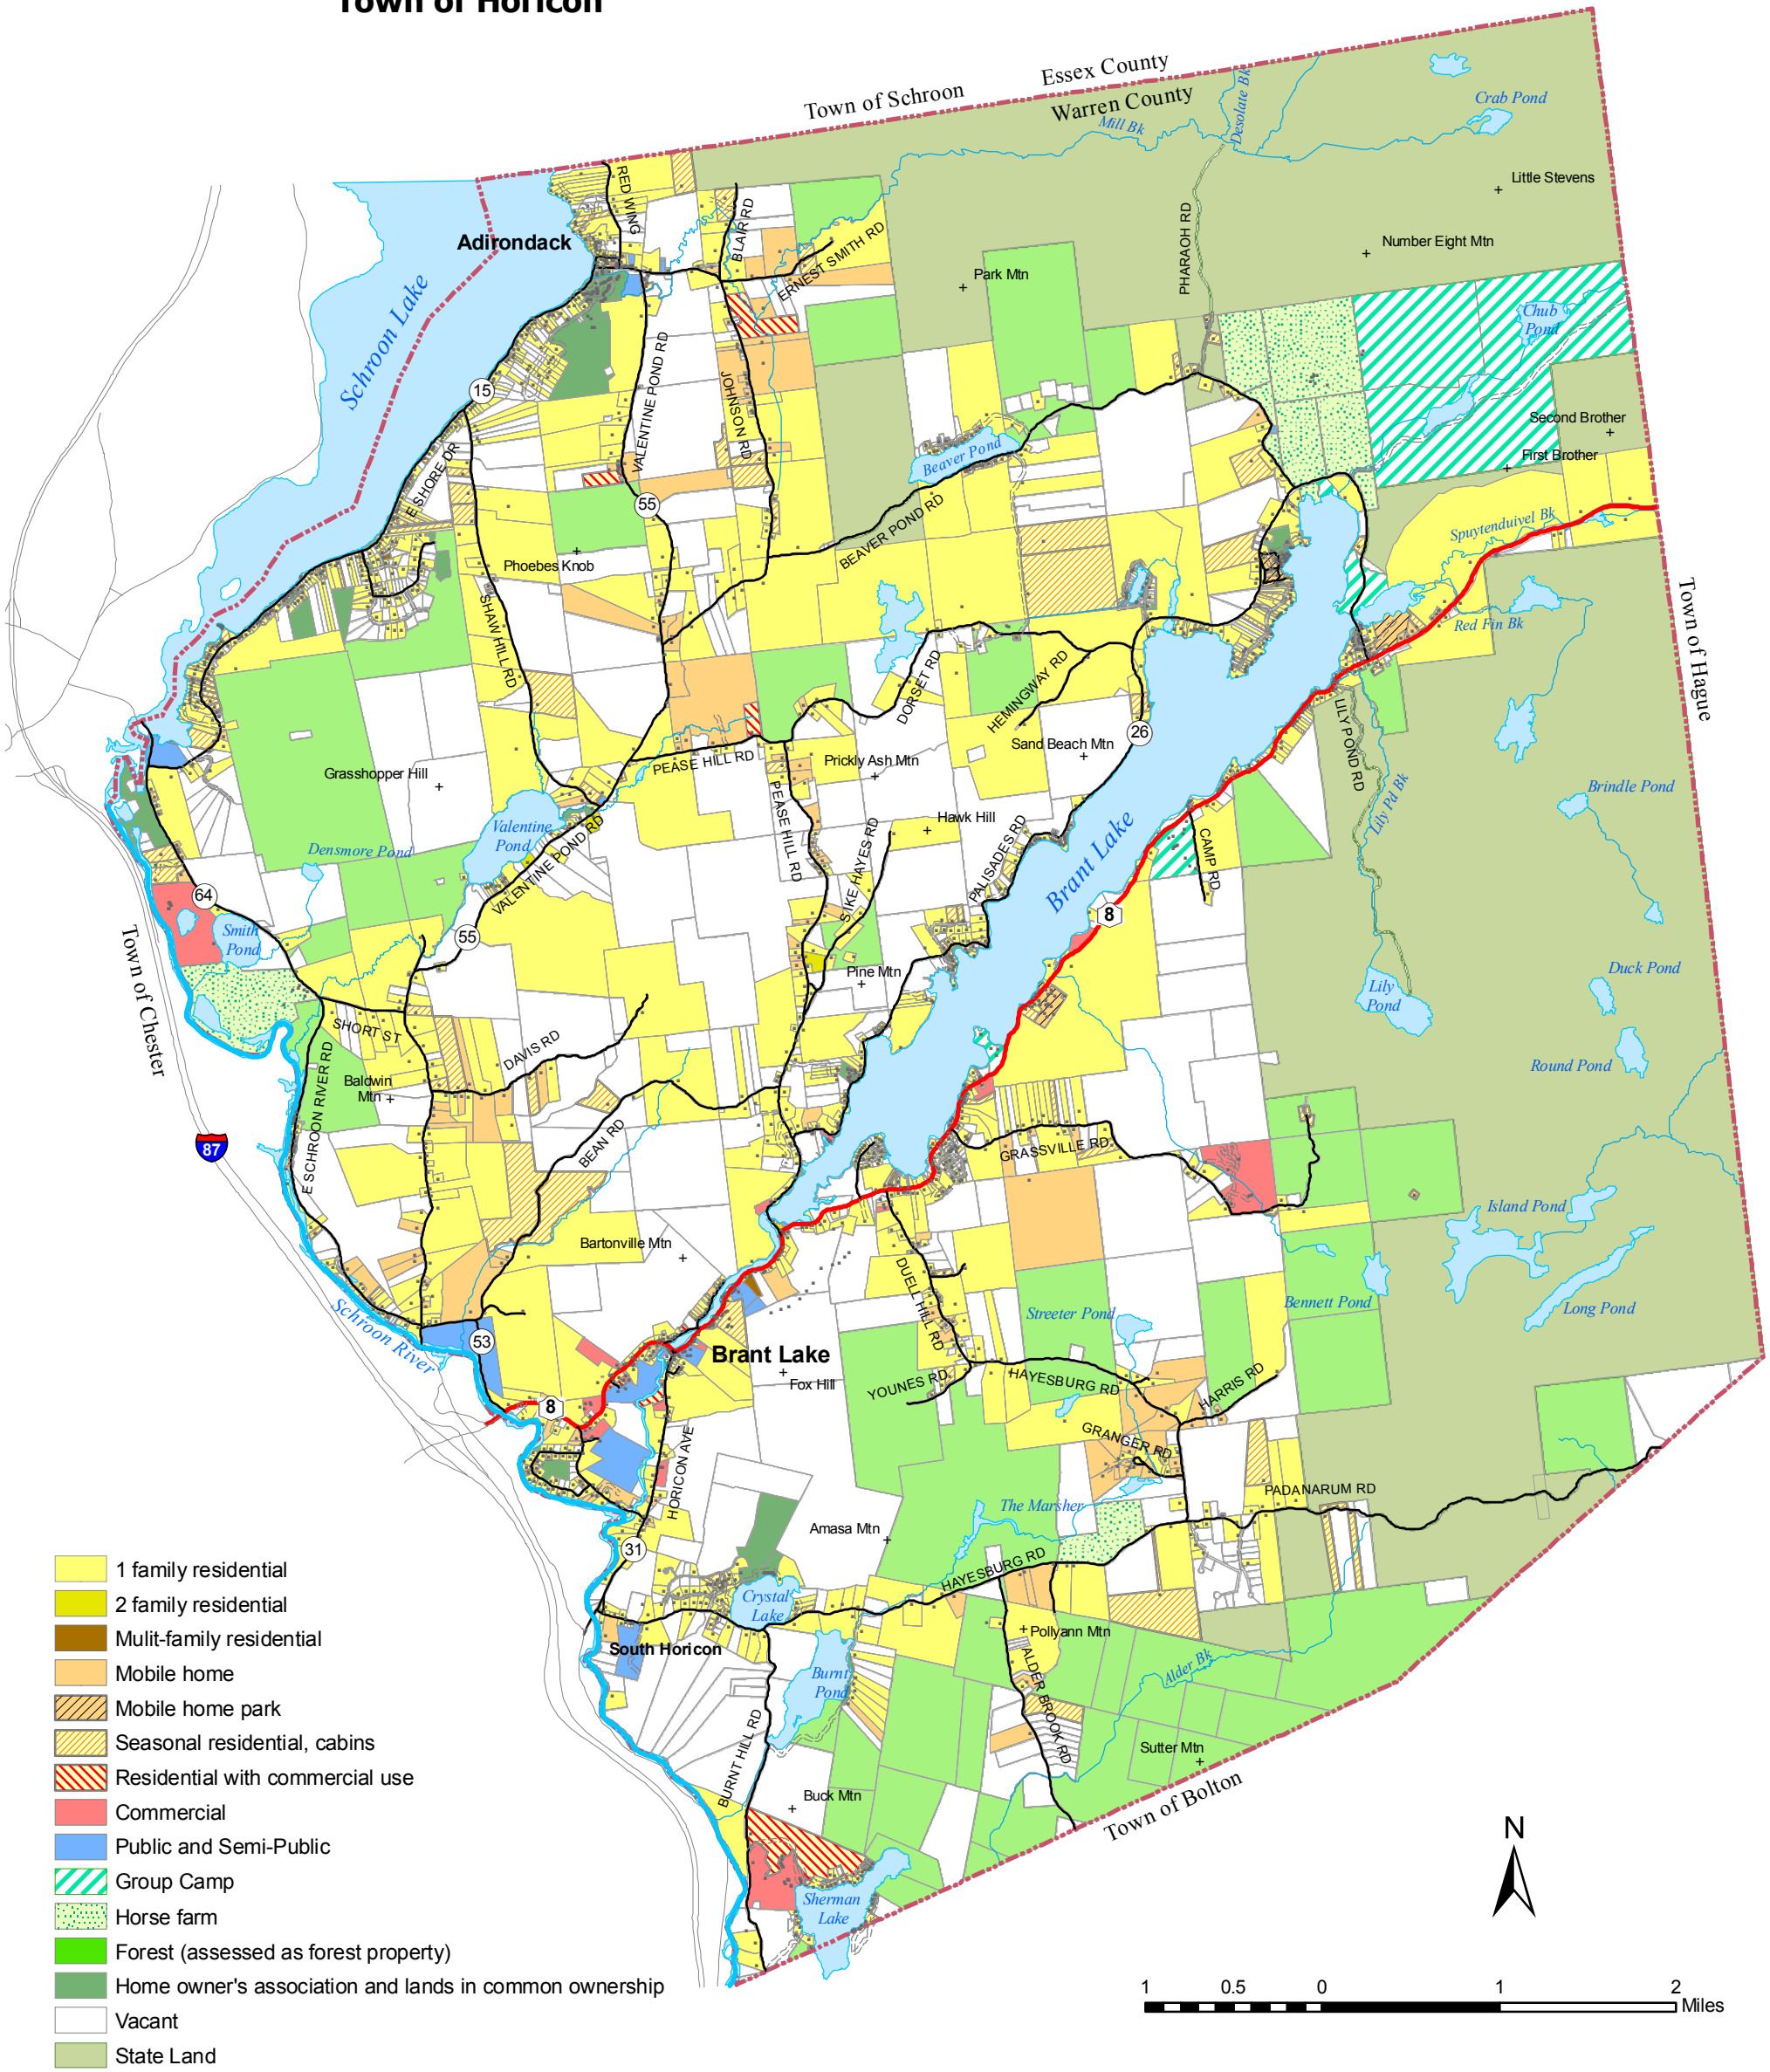 Town of Horicon
Essex County
Town of Schroon
Warren County
Mill Bk
Desolate Bk
Crab Pond
Little Stevens
RED WING
BLAIR RD
Adirondack
ERNEST SMITH RD
PHARAOH RD
Number Eight Mtn
Park Mtn
Schroon Lake
Chub
Pond
15
VALENTINE POND RD
JOHNSON RD
Second Brother
First Brother
E SHORE DR
Beaver Pond
55
BEAVER POND RD
Spuytenduivel Bk
Phoebes Knob
Red Fin Bk
Town of Hague
SHAW HILL RD
DORSET RD
HEMINGWAY RD
LILY POND RD
Sand Beach Mtn
26
PEASE HILL RD
Prickly Ash Mtn
Grasshopper Hill
PEASE HILL RD
Brindle Pond
Lily Pd Bk
Hawk Hill
Valentine
Pond
Densmore Pond
VALENTINE POND RD
SIKE HAYES RD
PALISADES RD
Brant Lake
CAMP RD
64
8
Smith
Pond
55
Town of Chester
Pine Mtn
Duck Pond
Lily
Pond
SHORT ST
DAVIS RD
Round Pond
E SCHROON RIVER RD
Baldwin
Mtn
87
BEAN RD
GRASSVILLE RD
Island Pond
Bartonville Mtn
DUELL HILL RD
Schroon River
Streeter Pond
Bennett Pond
Long Pond
53
Brant Lake
Fox Hill
YOUNES RD
HAYESBURG RD
HARRIS RD
8
GRANGER RD
HORICON AVE
PADANARUM RD
The Marsher
Amasa Mtn
31
HAYESBURG RD
Crystal
Lake
South Horicon
Pollyann Mtn
Burnt
Pond
ALDER BROOK RD
Alder Bk
BURNT HILL RD
Sutter Mtn
Buck Mtn
Town of Bolton
Sherman
Lake
1 family residential
2 family residential
Mulit-family residential
Mobile home
Mobile home park
Seasonal residential, cabins
Residential with commercial use
Commercial
Public and Semi-Public
Group Camp
Horse farm
Forest (assessed as forest property)
Home owner's association and lands in common ownership
Vacant
State Land
N
1 0.5 0 1 2
Miles